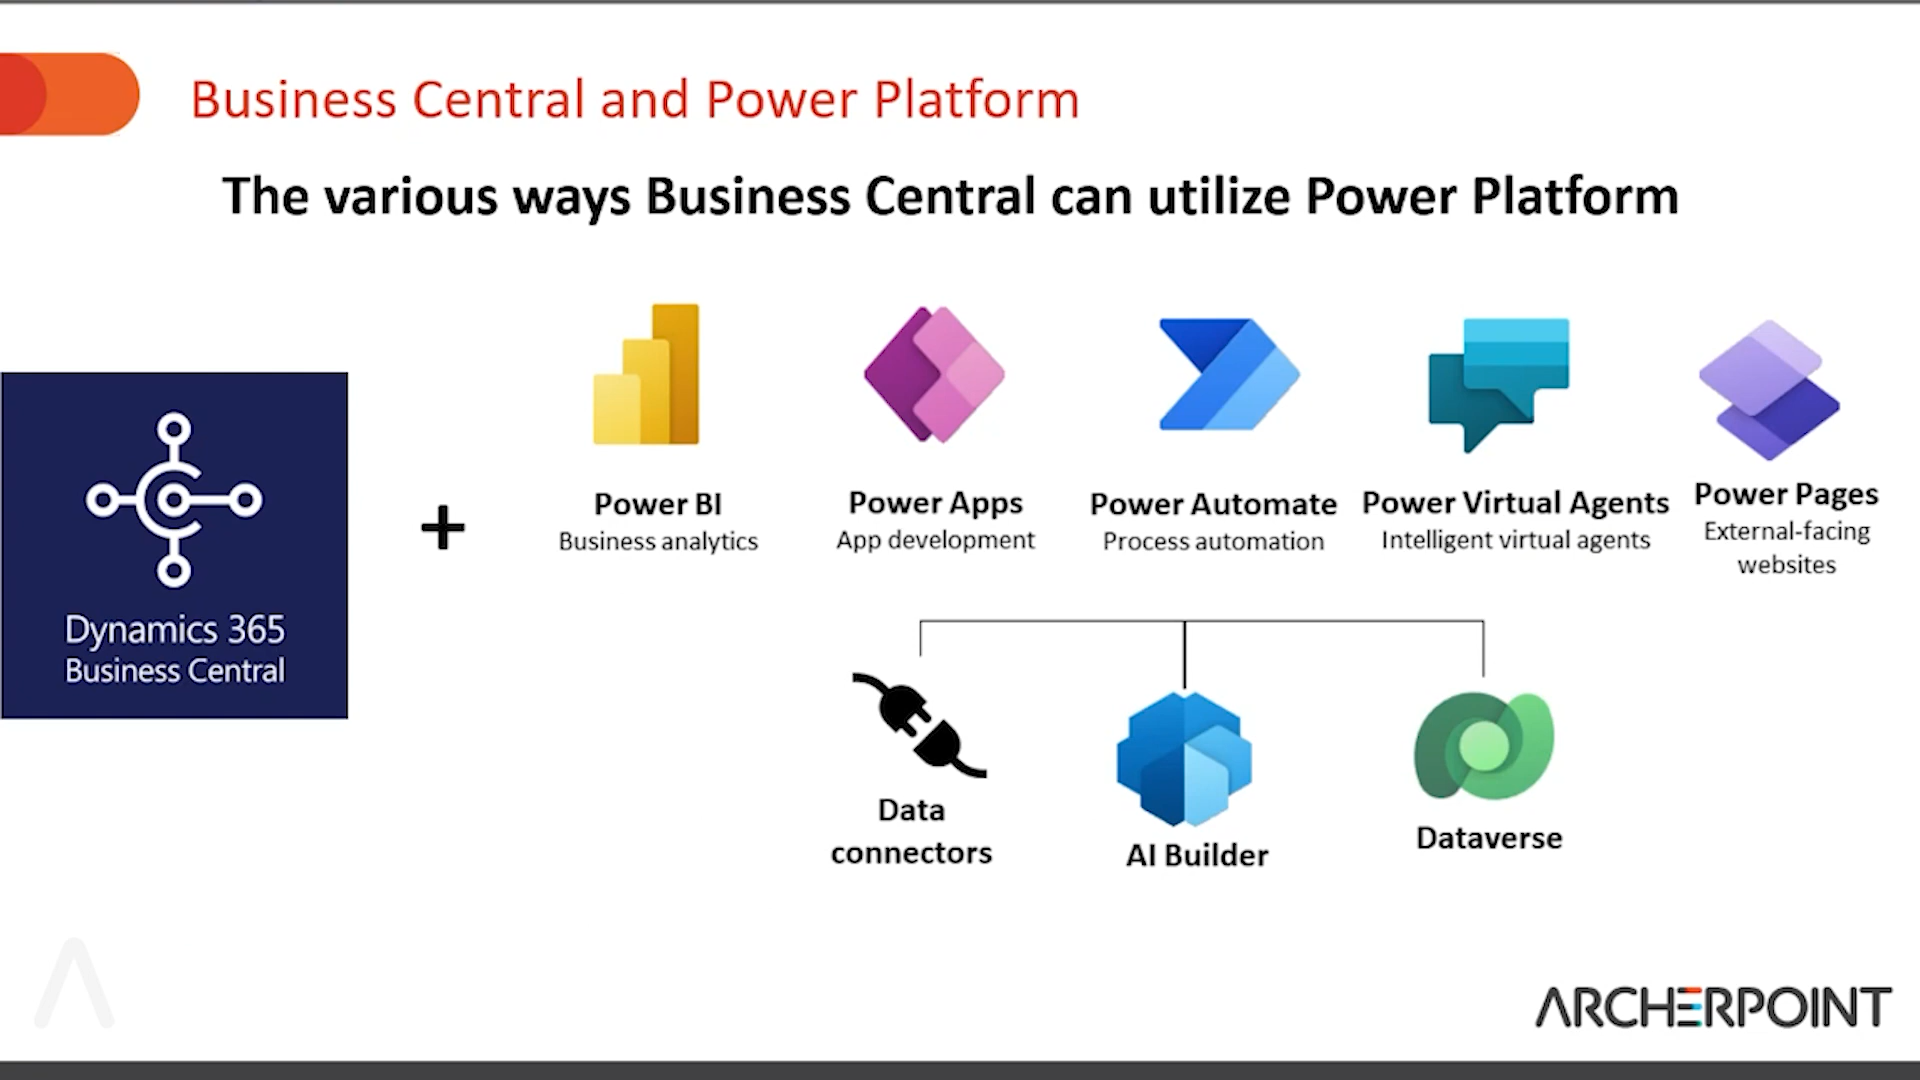 Business Central and Power Platform
The various ways Business Central can utilize Power Platform
Dynamics 365
Business Central
+
Power BI
Business analytics
Power Apps
App development
Power Automate
Process automation
Power Virtual Agents
Intelligent virtual agents
Power Pages
External-facing
websites
Data
connectors
AI Builder
Dataverse
ARCHERPOINT